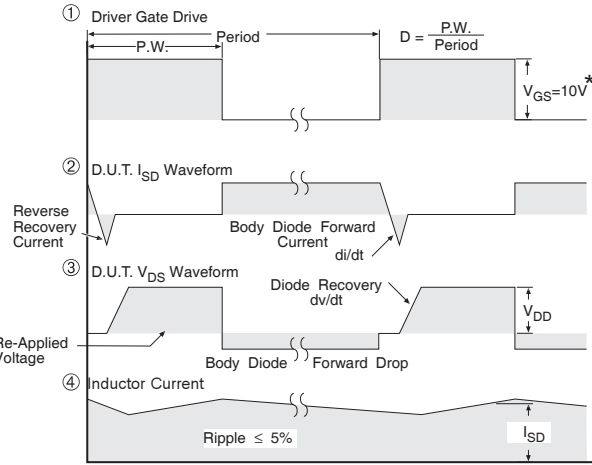 ① Driver Gate Drive
P.W.
Period
D = P.W.
Period
V_GS=10V*
② D.U.T. I_SD Waveform
Reverse
Recovery
Current
Body Diode Forward
Current
di/dt
③ D.U.T. V_DS Waveform
Diode Recovery
dv/dt
V_DD
Re-Applied
Voltage
Body Diode Forward Drop
④ Inductor Current
Ripple ≤ 5%
I_SD